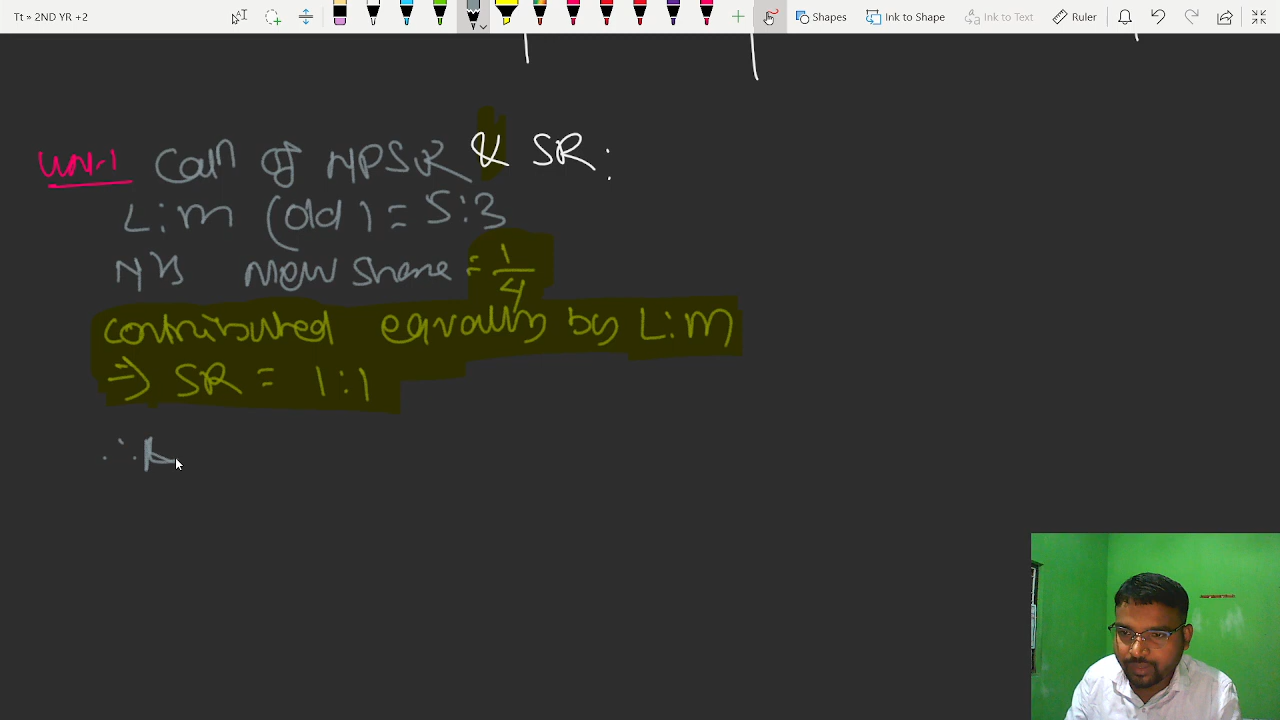 Tt » 2ND YR +2
Shapes Ink to Shape Ink to Text Ruler
WN-1 Caln of NPSR & SR:
L:M (old) = 5:3
N's New share = 1/4
contributed equally by L:M
⇒ SR = 1:1
∴